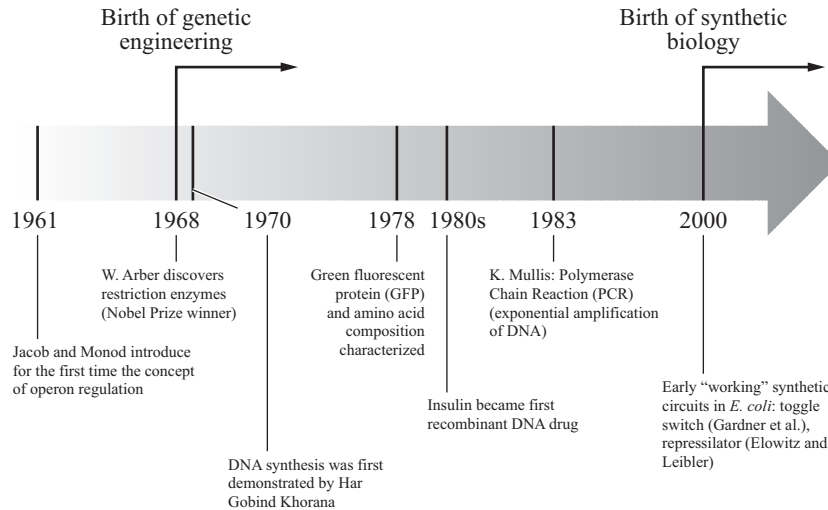 Birth of genetic
engineering
Birth of synthetic
biology
1961
1968
1970
1978
1980s
1983
2000
W. Arber discovers
restriction enzymes
(Nobel Prize winner)
Green fluorescent
protein (GFP)
and amino acid
composition
characterized
K. Mullis: Polymerase
Chain Reaction (PCR)
(exponential amplification
of DNA)
Jacob and Monod introduce
for the first time the concept
of operon regulation
Insulin became first
recombinant DNA drug
Early “working” synthetic
circuits in E. coli: toggle
switch (Gardner et al.),
repressilator (Elowitz and
Leibler)
DNA synthesis was first
demonstrated by Har
Gobind Khorana